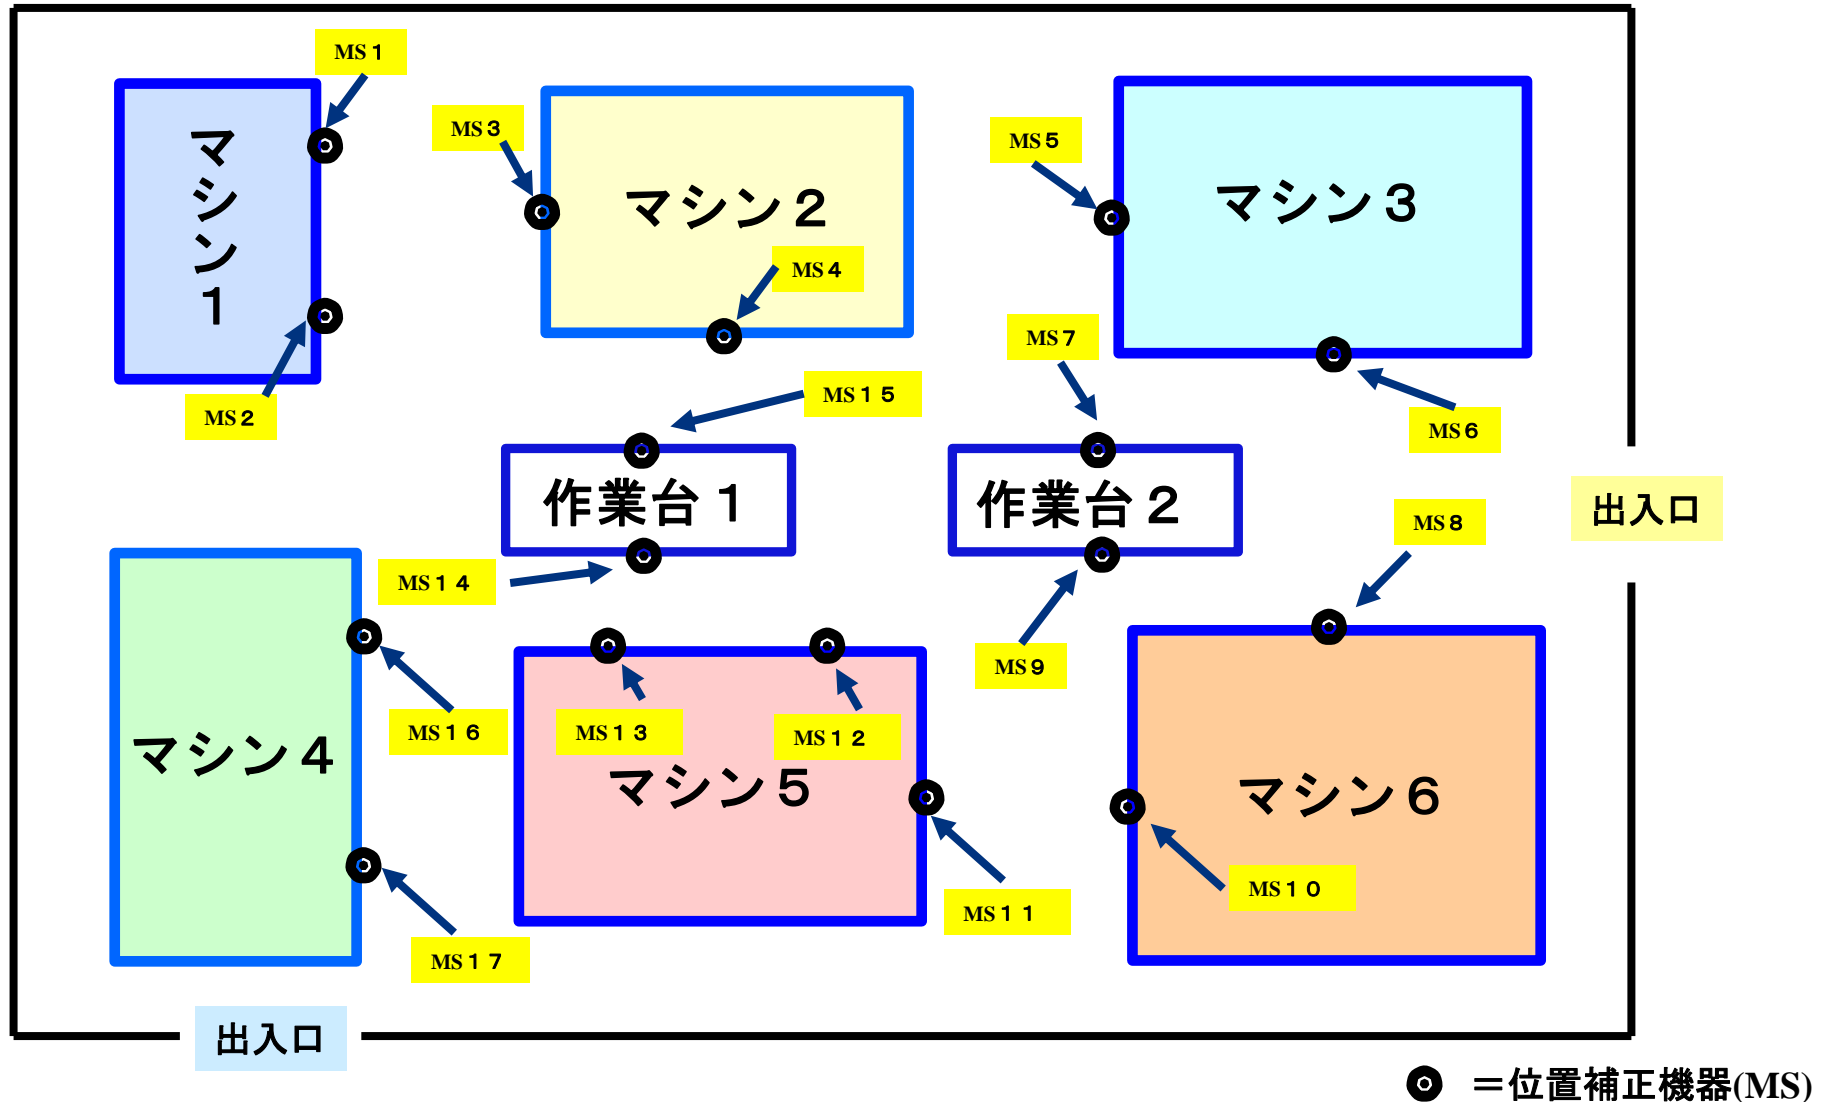 MS１
MS３
MS５
マシン１
マシン２
マシン３
MS４
MS７
MS２
MS１５
MS６
作業台１
作業台２
出入口
MS８
MS１４
MS９
MS１６
MS１３
MS１２
マシン４
マシン５
マシン６
MS１０
MS１１
MS１７
出入口
＝位置補正機器(MS)